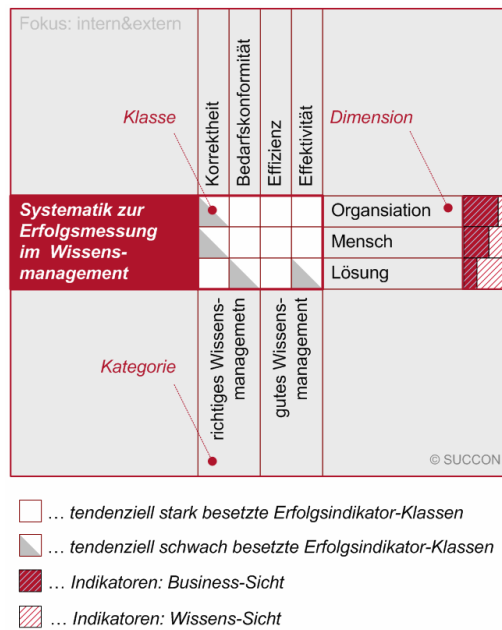 Fokus: intern&extern
Klasse
Korrektheit
Bedarfskonformität
Effizienz
Effektivität
Dimension
Systematik zur
Erfolgsmessung
im Wissens-
management
Organsiation
Mensch
Lösung
Kategorie
richtiges Wissens-
managemetn
gutes Wissens-
management
© SUCCON
... tendenziell stark besetzte Erfolgsindikator-Klassen
... tendenziell schwach besetzte Erfolgsindikator-Klassen
... Indikatoren: Business-Sicht
... Indikatoren: Wissens-Sicht